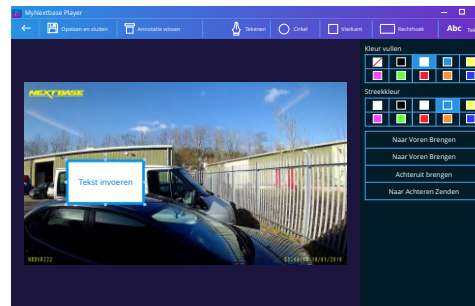 MyNextbase Player
Opslaan en sluiten
Annotatie wissen
Tekenen
Cirkel
Vierkant
Rechthoek
Abc
Kleur vullen
Streekkleur
Naar Voren Brengen
Naar Voren Brengen
Achteruit brengen
Naar Achteren Zenden
NEXTBASE
Tekst invoeren
NBDVR222